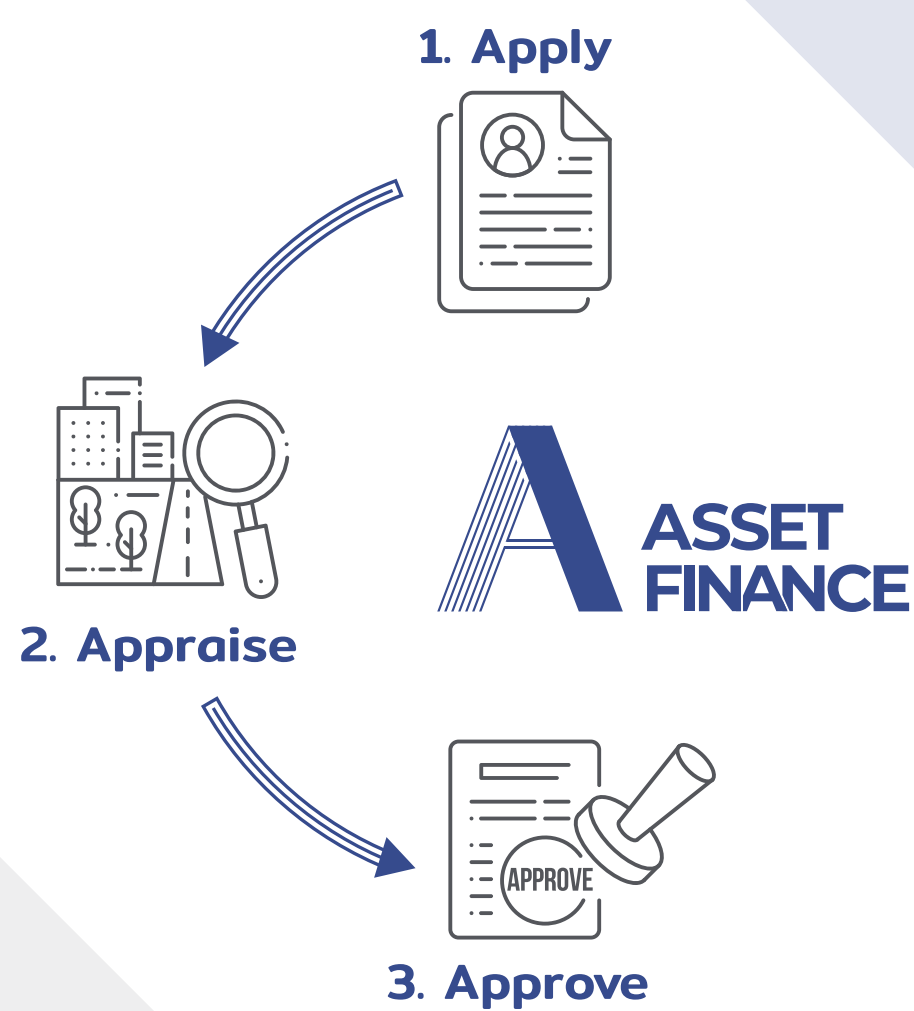 1. Apply
2. Appraise
ASSET
FINANCE
APPROVE
3. Approve